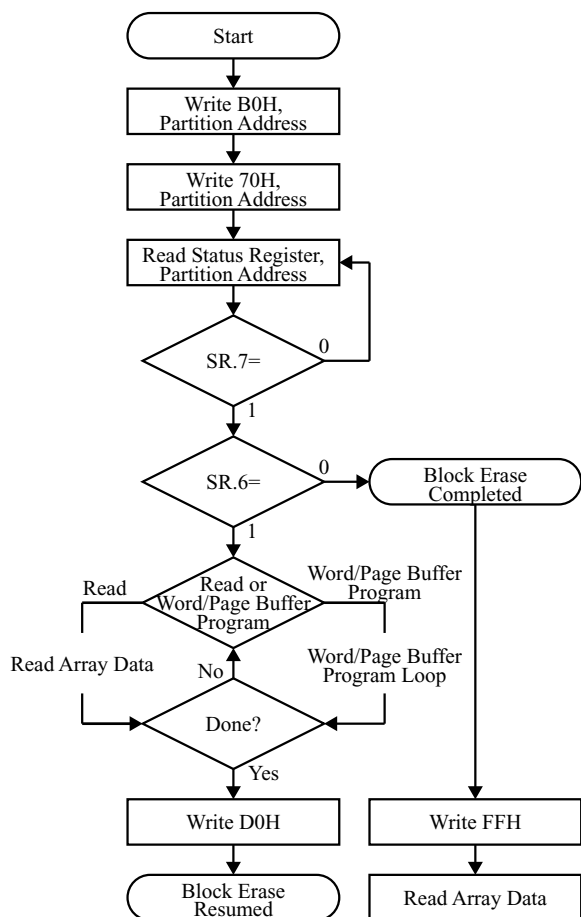 Start
Write B0H,
Partition Address
Write 70H,
Partition Address
Read Status Register,
Partition Address
SR.7=
0
1
SR.6=
0
Block Erase
Completed
1
Read
Read or
Word/Page Buffer
Program
Word/Page Buffer
Program
Read Array Data
No
Word/Page Buffer
Program Loop
Done?
Yes
Write D0H
Write FFH
Block Erase
Resumed
Read Array Data